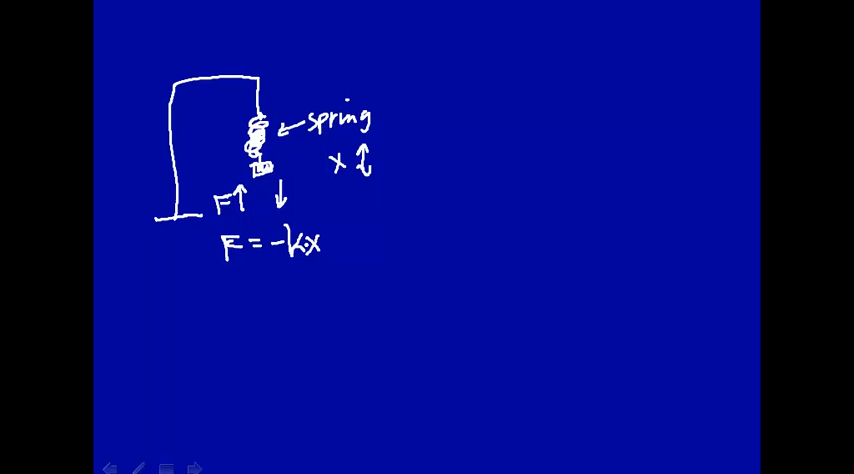 spring
x
F
F = -k·x